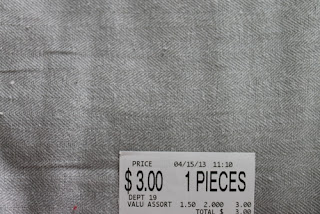 PRICE 04/15/13 11:10
$3.00 1 PIECES
DEPT 19
VALU ASSORT 1.50 2.000 3.00
TOTAL $ 3.00